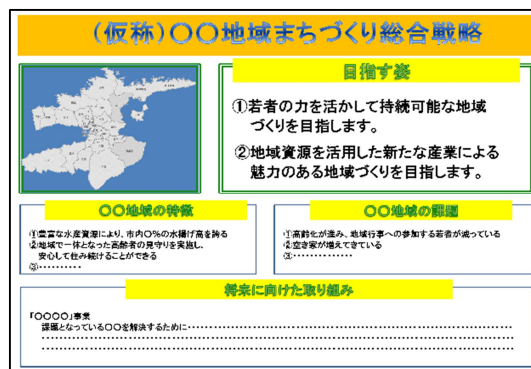 (仮称)〇〇地域まちづくり総合戦略
目指す姿
①若者の力を活かして持続可能な地域
づくりを目指します。
②地域資源を活用した新たな産業による
魅力のある地域づくりを目指します。
〇〇地域の特徴
①豊富な水産資源により、市内〇%の水揚げ高を誇る
②地域で一体となった高齢者の見守りを実施し、
安心して住み続けることができる
③‥‥‥‥‥
〇〇地域の課題
①高齢化が進み、地域行事への参加する若者が減っている
②空き家が増えてきている
③‥‥‥‥‥‥
将来に向けた取り組み
「〇〇〇〇」事業
課題となっている〇〇を解決するために‥‥‥‥‥‥‥‥‥‥‥‥‥‥‥‥‥‥‥‥‥‥‥‥
‥‥‥‥‥‥‥‥‥‥‥‥‥‥‥‥‥‥‥‥‥‥‥‥‥‥‥‥‥‥‥‥‥‥‥‥
‥‥‥‥‥‥‥‥‥‥‥‥‥‥‥‥‥‥‥‥‥‥‥‥‥‥‥‥‥‥‥‥‥‥‥‥